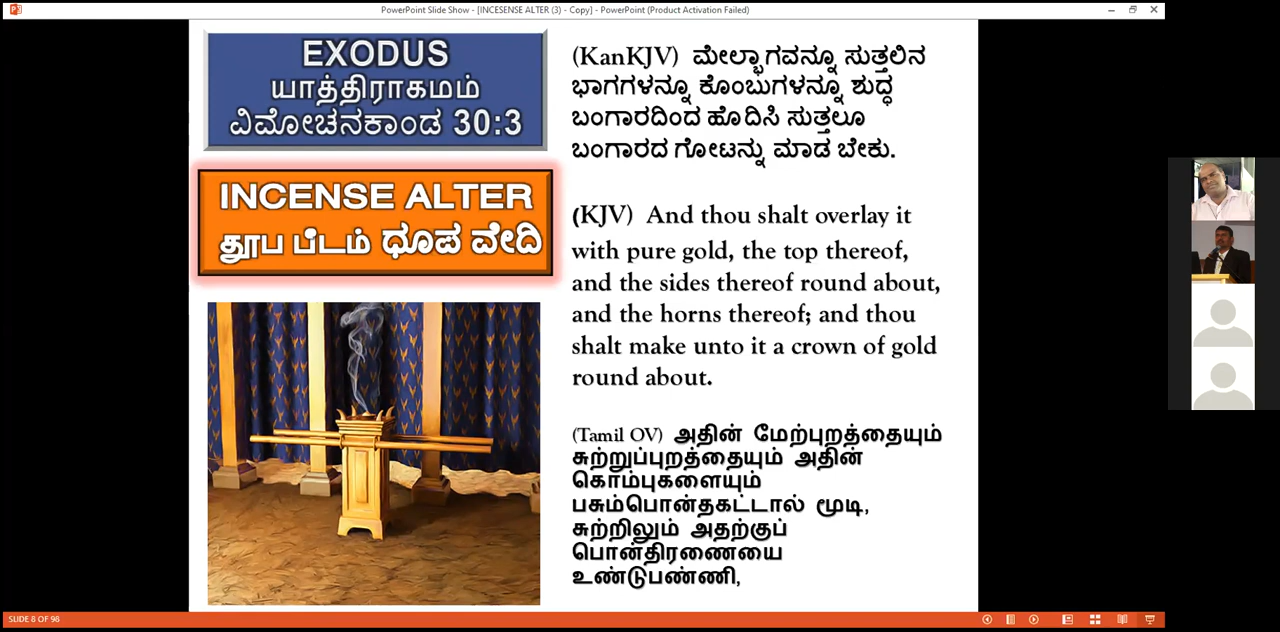 PowerPoint Slide Show - [INCESENSE ALTER (3) - Copy] - PowerPoint (Product Activation Failed)
EXODUS
யாத்திராகமம்
ವಿಮೋಚನಕಾಂಡ 30:3
INCENSE ALTER
தூப பீடம் ಧೂಪ ವೇದಿ
(KanKJV) ಮೇಲ್ಭಾಗವನ್ನೂ ಸುತ್ತಲಿನ
ಭಾಗಗಳನ್ನೂ ಕೊಂಬುಗಳನ್ನೂ ಶುದ್ಧ
ಬಂಗಾರದಿಂದ ಹೊದಿಸಿ ಸುತ್ತಲೂ
ಬಂಗಾರದ ಗೋಟನ್ನು ಮಾಡ ಬೇಕು.
(KJV) And thou shalt overlay it
with pure gold, the top thereof,
and the sides thereof round about,
and the horns thereof; and thou
shalt make unto it a crown of gold
round about.
(Tamil OV) அதின் மேற்புறத்தையும்
சுற்றுப்புறத்தையும் அதின்
கொம்புகளையும்
பசும்பொன்தகட்டால் மூடி,
சுற்றிலும் அதற்குப்
பொன்திரணையை
உண்டுபண்ணி,
SLIDE 8 OF 98